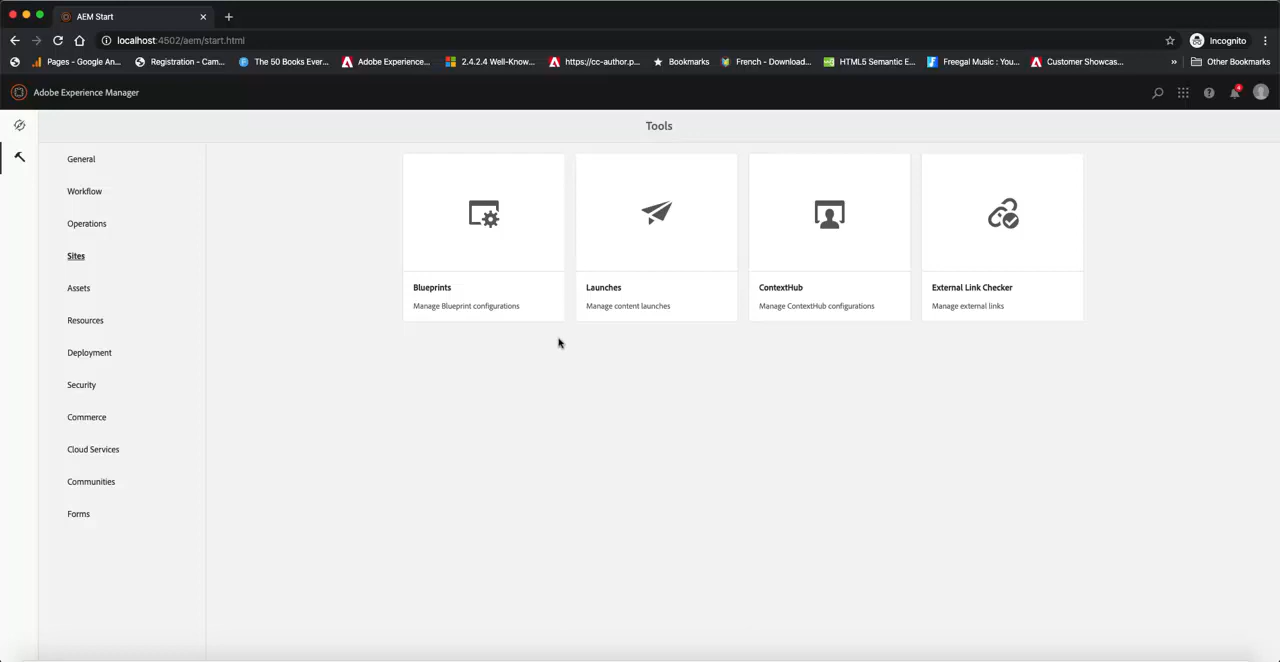 AEM Start
localhost:4502/aem/start.html
Incognito
Pages - Google An...
Registration - Cam...
The 50 Books Ever...
Adobe Experience...
2.4.2.4 Well-Know...
https://cc-author.p...
Bookmarks
French - Download...
HTML5 Semantic E...
Freegal Music : You...
Customer Showcas...
»
Other Bookmarks
Adobe Experience Manager
Tools
General
Workflow
Operations
Sites
Assets
Resources
Deployment
Security
Commerce
Cloud Services
Communities
Forms
Blueprints
Manage Blueprint configurations
Launches
Manage content launches
ContextHub
Manage ContextHub configurations
External Link Checker
Manage external links